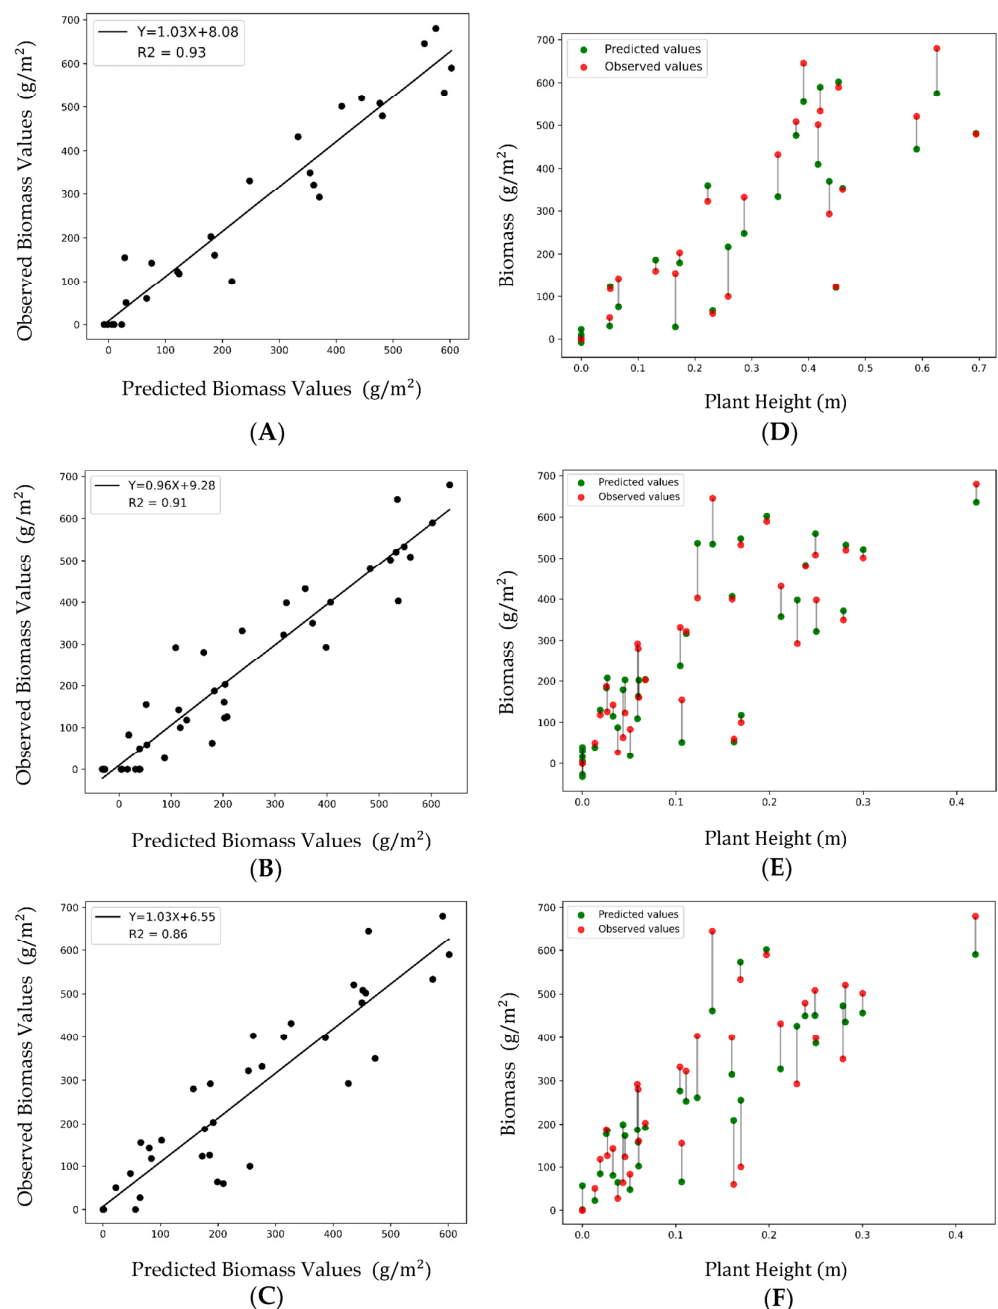 Y=1.03X+8.08
R2 = 0.93
Observed Biomass Values (g/m²)
700
600
500
400
300
200
100
0
0 100 200 300 400 500 600
Predicted Biomass Values (g/m²)
(A)
Predicted values
Observed values
Biomass (g/m²)
700
600
500
400
300
200
100
0
0.0 0.1 0.2 0.3 0.4 0.5 0.6 0.7
Plant Height (m)
(D)
Y=0.96X+9.28
R2 = 0.91
Observed Biomass Values (g/m²)
700
600
500
400
300
200
100
0
0 100 200 300 400 500 600
Predicted Biomass Values (g/m²)
(B)
Predicted values
Observed values
Biomass (g/m²)
700
600
500
400
300
200
100
0
0.0 0.1 0.2 0.3 0.4
Plant Height (m)
(E)
Y=1.03X+6.55
R2 = 0.86
Observed Biomass Values (g/m²)
700
600
500
400
300
200
100
0
0 100 200 300 400 500 600
Predicted Biomass Values (g/m²)
(C)
Predicted values
Observed values
Biomass (g/m²)
700
600
500
400
300
200
100
0
0.0 0.1 0.2 0.3 0.4
Plant Height (m)
(F)